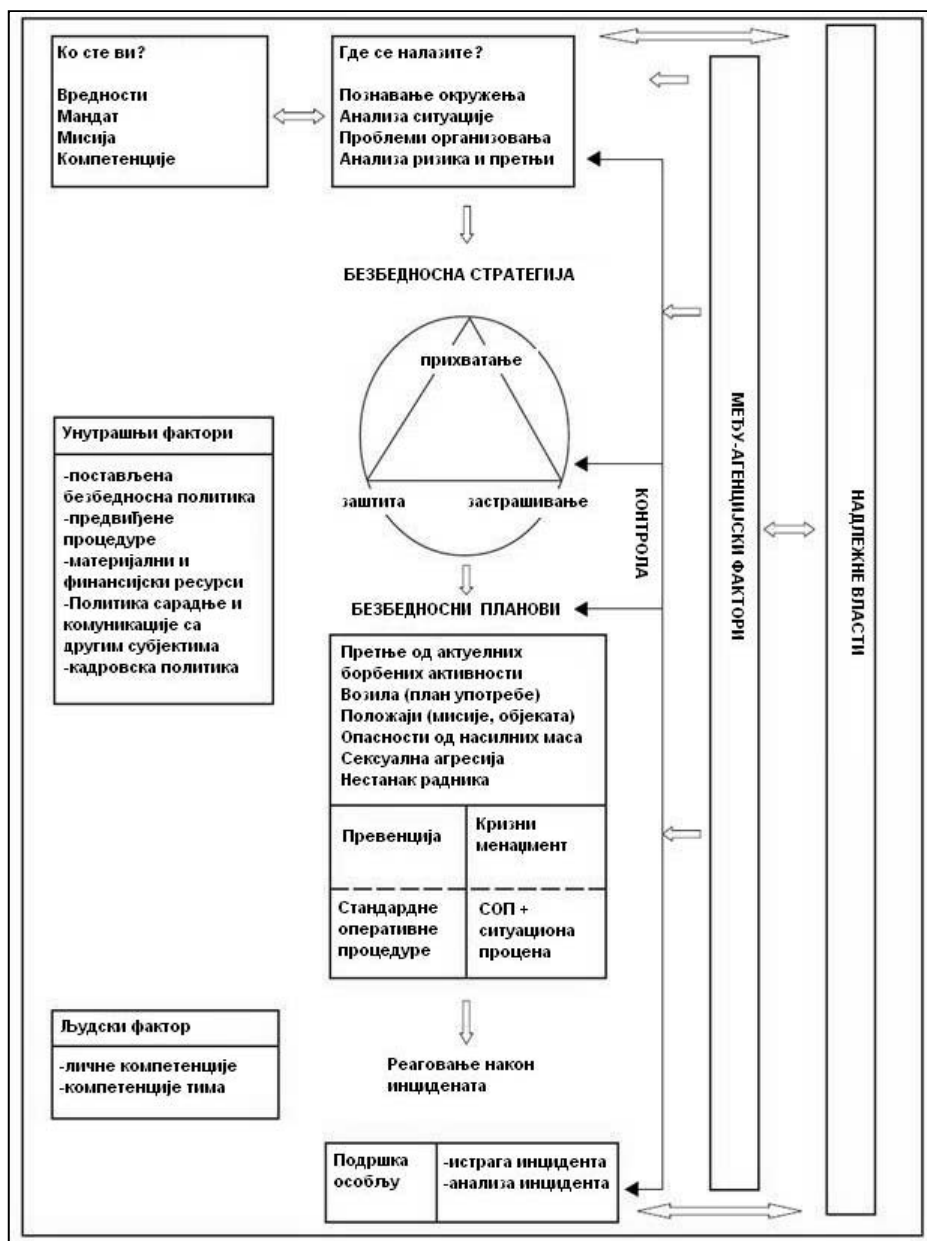 Ко сте ви?
Вредности
Мандат
Мисија
Компетенције
Где се налазите?
Познавање окружења
Анализа ситуације
Проблеми организовања
Анализа ризика и претњи
БЕЗБЕДНОСНА СТРАТЕГИЈА
прихватање
заштита
застрашивање
Унутрашњи фактори
-постављена
безбедносна политика
-предвиђене
процедуре
-материјални и
финансијски ресурси
-Политика сарадње и
комуникације са
другим субјектима
-кадровска политика
БЕЗБЕДНОСНИ ПЛАНОВИ
Претње од актуелних
борбених активности
Возила (план употребе)
Положаји (мисије, објеката)
Опасности од насилних маса
Сексуална агресија
Нестанак радника
Превенција
Кризни
менаџмент
Стандардне
оперативне
процедуре
СОП +
ситуациона
процена
Људски фактор
-личне компетенције
-компетенције тима
Реаговање након
инцидената
Подршка
особљу
-истрага инцидента
-анализа инцидента
КОНТРОЛА
МЕЂУ-АГЕНЦИЈСКИ ФАКТОРИ
НАДЛЕЖНЕ ВЛАСТИ